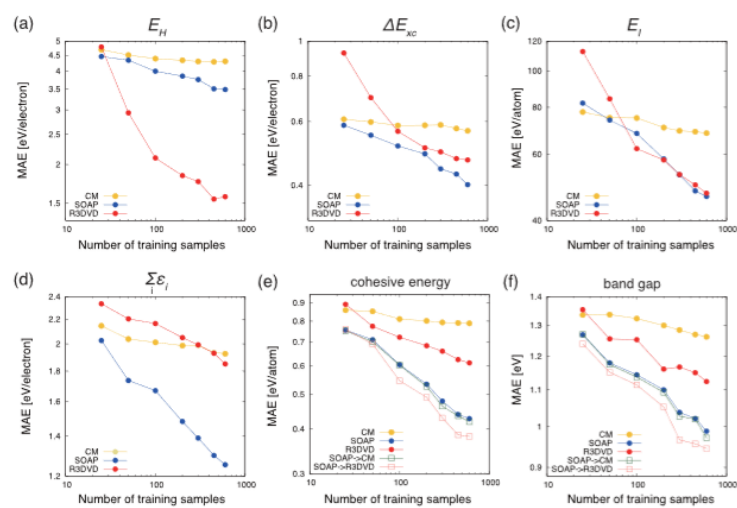 (a) E_H
MAE [eV/electron]
5
4.5
4
3.5
3
2.5
2
1.5
CM
SOAP
R3DVD
10 100 1000
Number of training samples
(b) ΔE_xc
MAE [eV/electron]
1
0.8
0.6
0.4
CM
SOAP
R3DVD
10 100 1000
Number of training samples
(c) E_I
MAE [eV/atom]
120
100
80
60
40
CM
SOAP
R3DVD
10 100 1000
Number of training samples
(d) Σ_i ε_i
MAE [eV/electron]
2.4
2.2
2
1.8
1.6
1.4
1.2
CM
SOAP
R3DVD
10 100 1000
Number of training samples
(e) cohesive energy
MAE [eV/atom]
0.9
0.8
0.7
0.6
0.5
0.4
0.3
CM
SOAP
R3DVD
SOAP->CM
SOAP->R3DVD
10 100 1000
Number of training samples
(f) band gap
MAE [eV]
1.4
1.3
1.2
1.1
1
0.9
CM
SOAP
R3DVD
SOAP->CM
SOAP->R3DVD
10 100 1000
Number of training samples